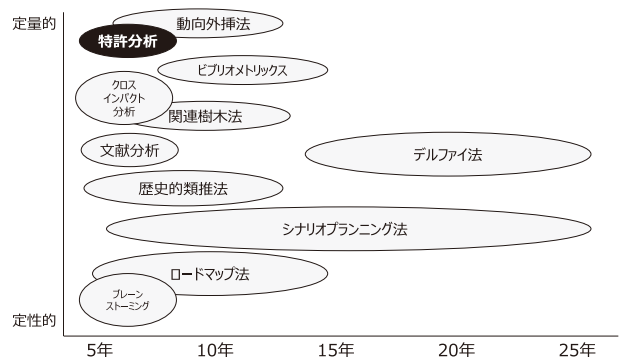 定量的
動向外挿法
特許分析
ビブリオメトリックス
クロス
インパクト
分析
関連樹木法
文献分析
デルファイ法
歴史的類推法
シナリオプランニング法
ロードマップ法
ブレーン
ストーミング
定性的
5年 10年 15年 20年 25年